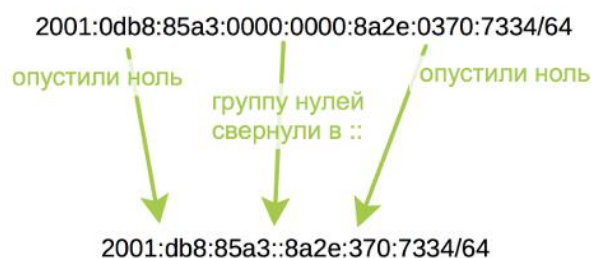 2001:0db8:85a3:0000:0000:8a2e:0370:7334/64
опустили ноль
группу нулей
свернули в ::
опустили ноль
2001:db8:85a3::8a2e:370:7334/64